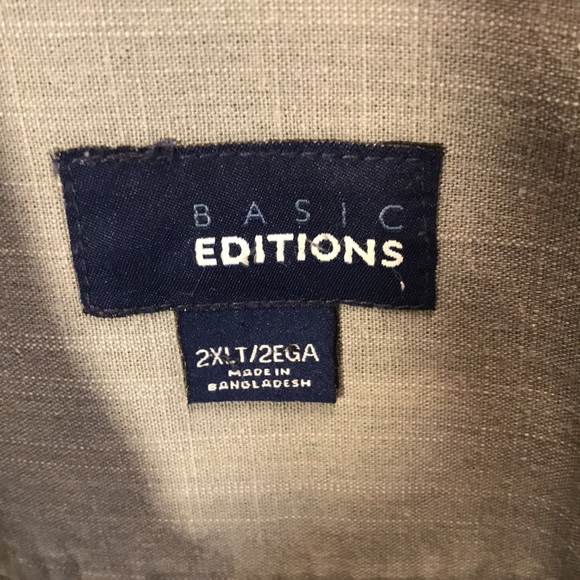 BASIC
EDITIONS
2XLT/2EGA
MADE IN
BANGLADESH